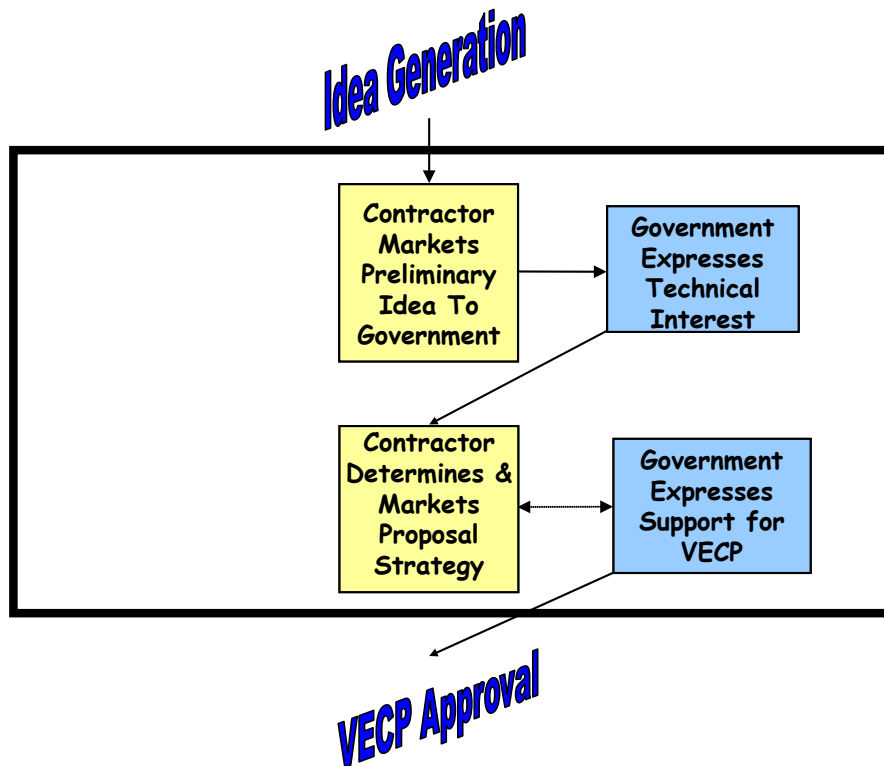 Idea Generation
Contractor
Markets
Preliminary
Idea To
Government
Government
Expresses
Technical
Interest
Contractor
Determines &
Markets
Proposal
Strategy
Government
Expresses
Support for
VECP
VECP Approval